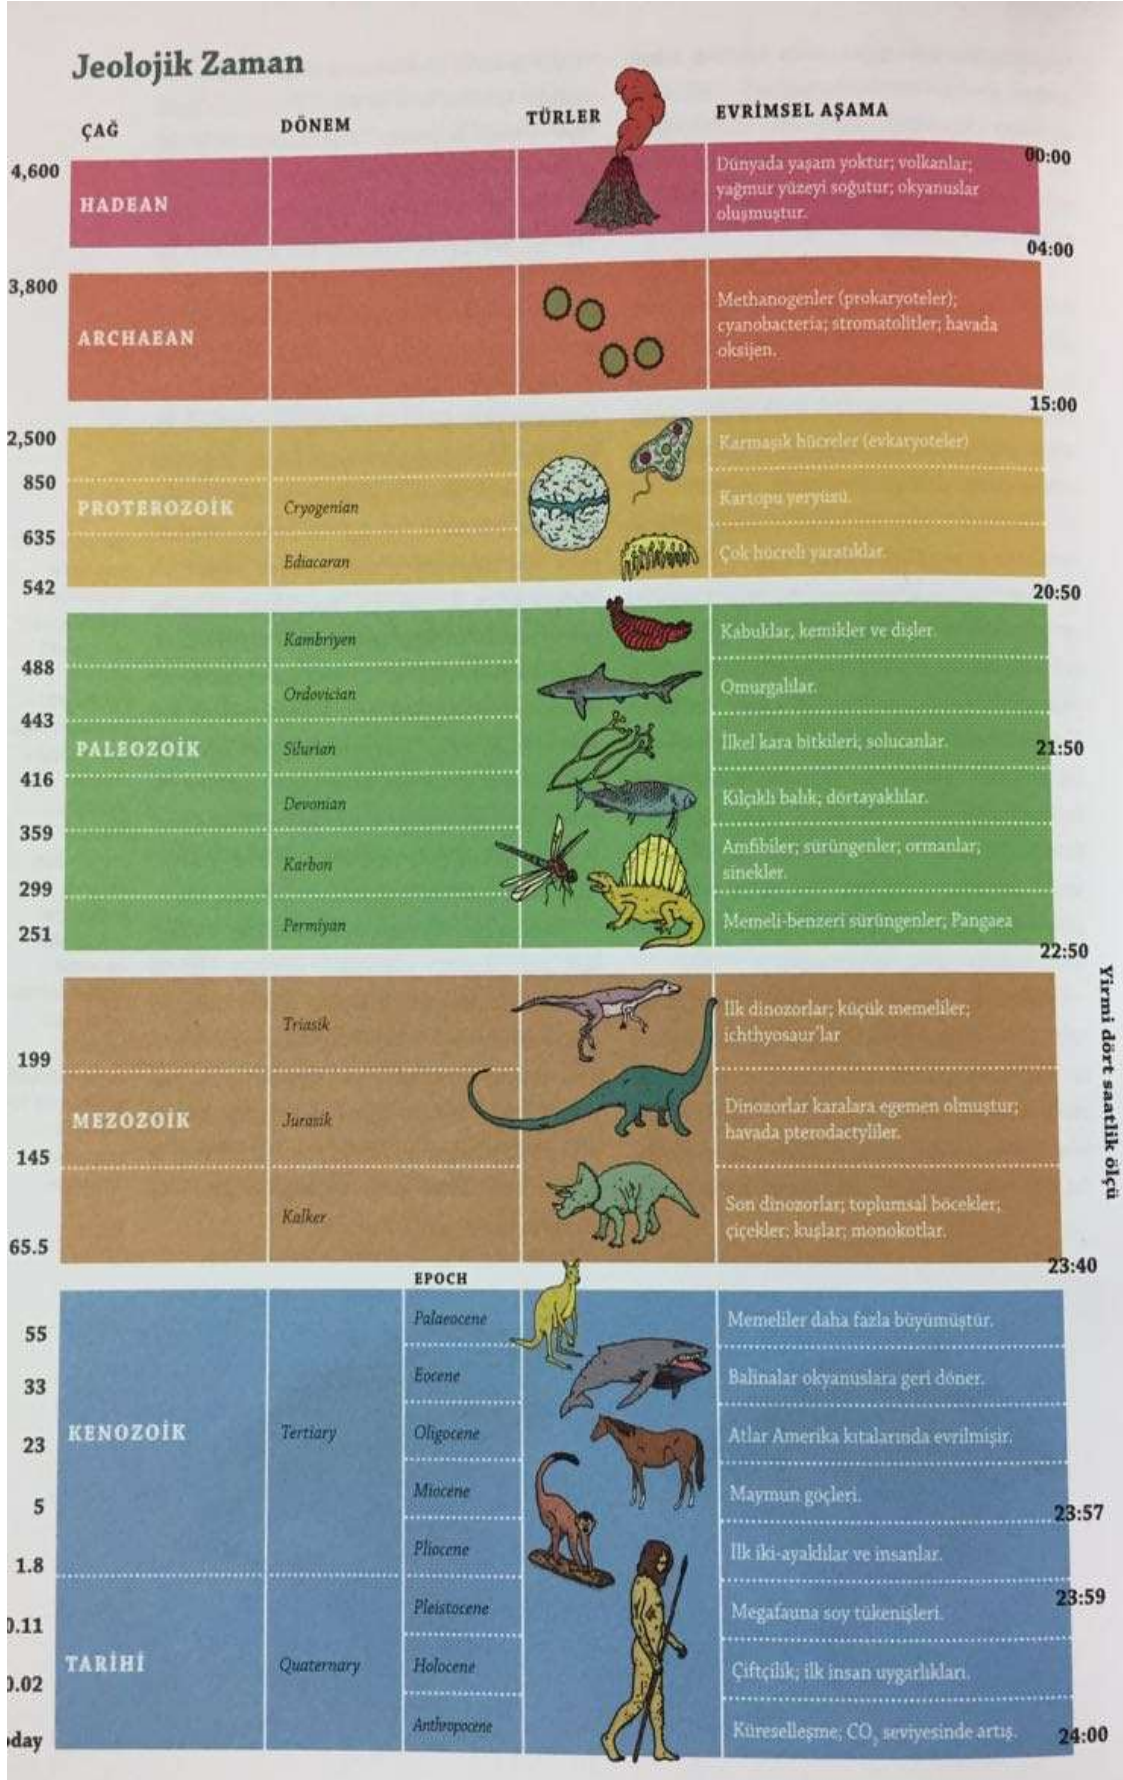 Jeolojik Zaman
ÇAĞ
DÖNEM
TÜRLER
EVRİMSEL AŞAMA
4,600
HADEAN
Dünyada yaşam yoktur; volkanlar;
yağmur yüzeyi soğutur; okyanuslar
oluşmuştur.
00:00
04:00
3,800
ARCHAEAN
Methanogenler (prokaryoteler);
cyanobacteria; stromatolitler; havada
oksijen.
15:00
2,500
Karmaşık hücreler (evkaryoteler)
850
PROTEROZOİK
Cryogenian
Kartopu yeryüzü.
635
Ediacaran
Çok hücreli yaratıklar.
542
20:50
Kambriyen
Kabuklar, kemikler ve dişler.
488
Ordovician
Omurgalılar.
443
PALEOZOİK
Silurian
İlkel kara bitkileri; solucanlar.
21:50
416
Devonian
Kılçıklı balık; dörtayaklılar.
359
Karbon
Amfibiler; sürüngenler; ormanlar;
sinekler.
299
Permiyan
Memeli-benzeri sürüngenler; Pangaea
251
22:50
Yirmi dört saatlik ölçü
Triasik
İlk dinozorlar; küçük memeliler;
ichthyosaur'lar
199
MEZOZOİK
Jurasik
Dinozorlar karalara egemen olmuştur;
havada pterodactyliler.
145
Kalker
Son dinozorlar; toplumsal böcekler;
çiçekler; kuşlar; monokotlar.
65.5
23:40
EPOCH
Palaeocene
Memeliler daha fazla büyümüştür.
55
Eocene
Balinalar okyanuslara geri döner.
33
KENOZOİK
Tertiary
Oligocene
Atlar Amerika kıtalarında evrilmişir.
23
Miocene
Maymun göçleri.
5
23:57
Pliocene
İlk iki-ayaklılar ve insanlar.
1.8
23:59
Pleistocene
Megafauna soy tükenişleri.
0.11
TARİHİ
Quaternary
Holocene
Çiftçilik; ilk insan uygarlıkları.
0.02
Anthropocene
Küreselleşme; CO₂ seviyesinde artış.
oday
24:00